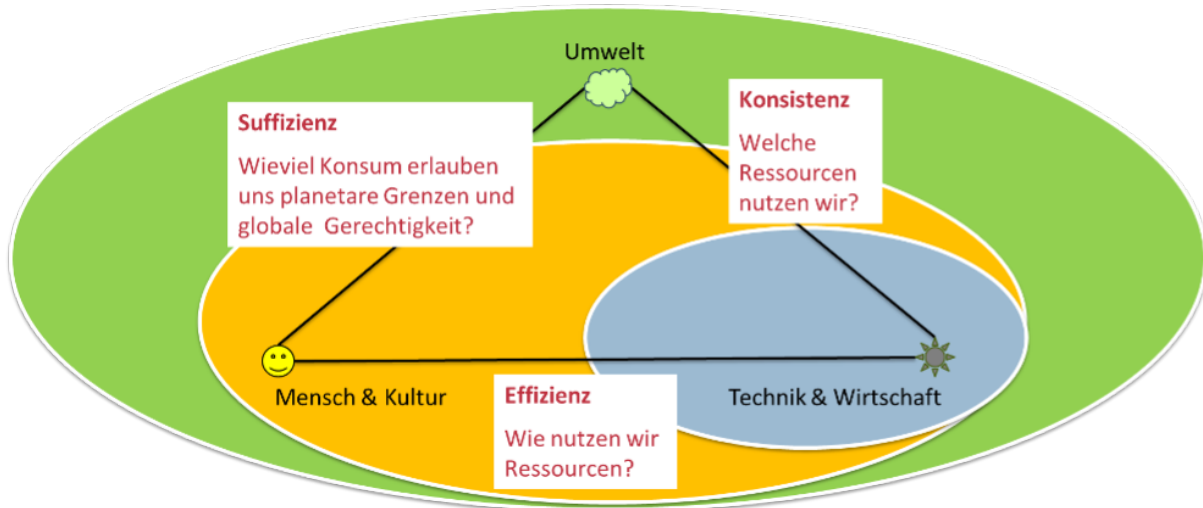 Umwelt
Suffizienz
Wieviel Konsum erlauben
uns planetare Grenzen und
globale Gerechtigkeit?
Konsistenz
Welche
Ressourcen
nutzen wir?
Mensch & Kultur
Effizienz
Wie nutzen wir
Ressourcen?
Technik & Wirtschaft